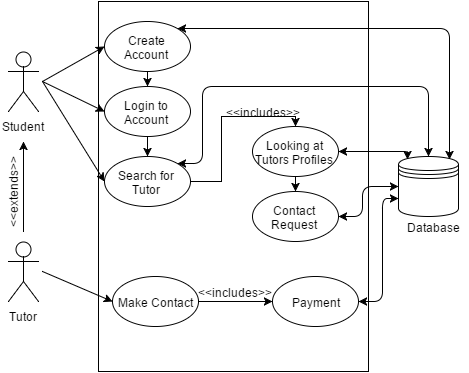 Create
Account
Login to
Account
Student
<<includes>>
Looking at
Tutors Profiles
Search for
Tutor
<<extends>>
Contact
Request
Database
Make Contact
<<includes>>
Payment
Tutor